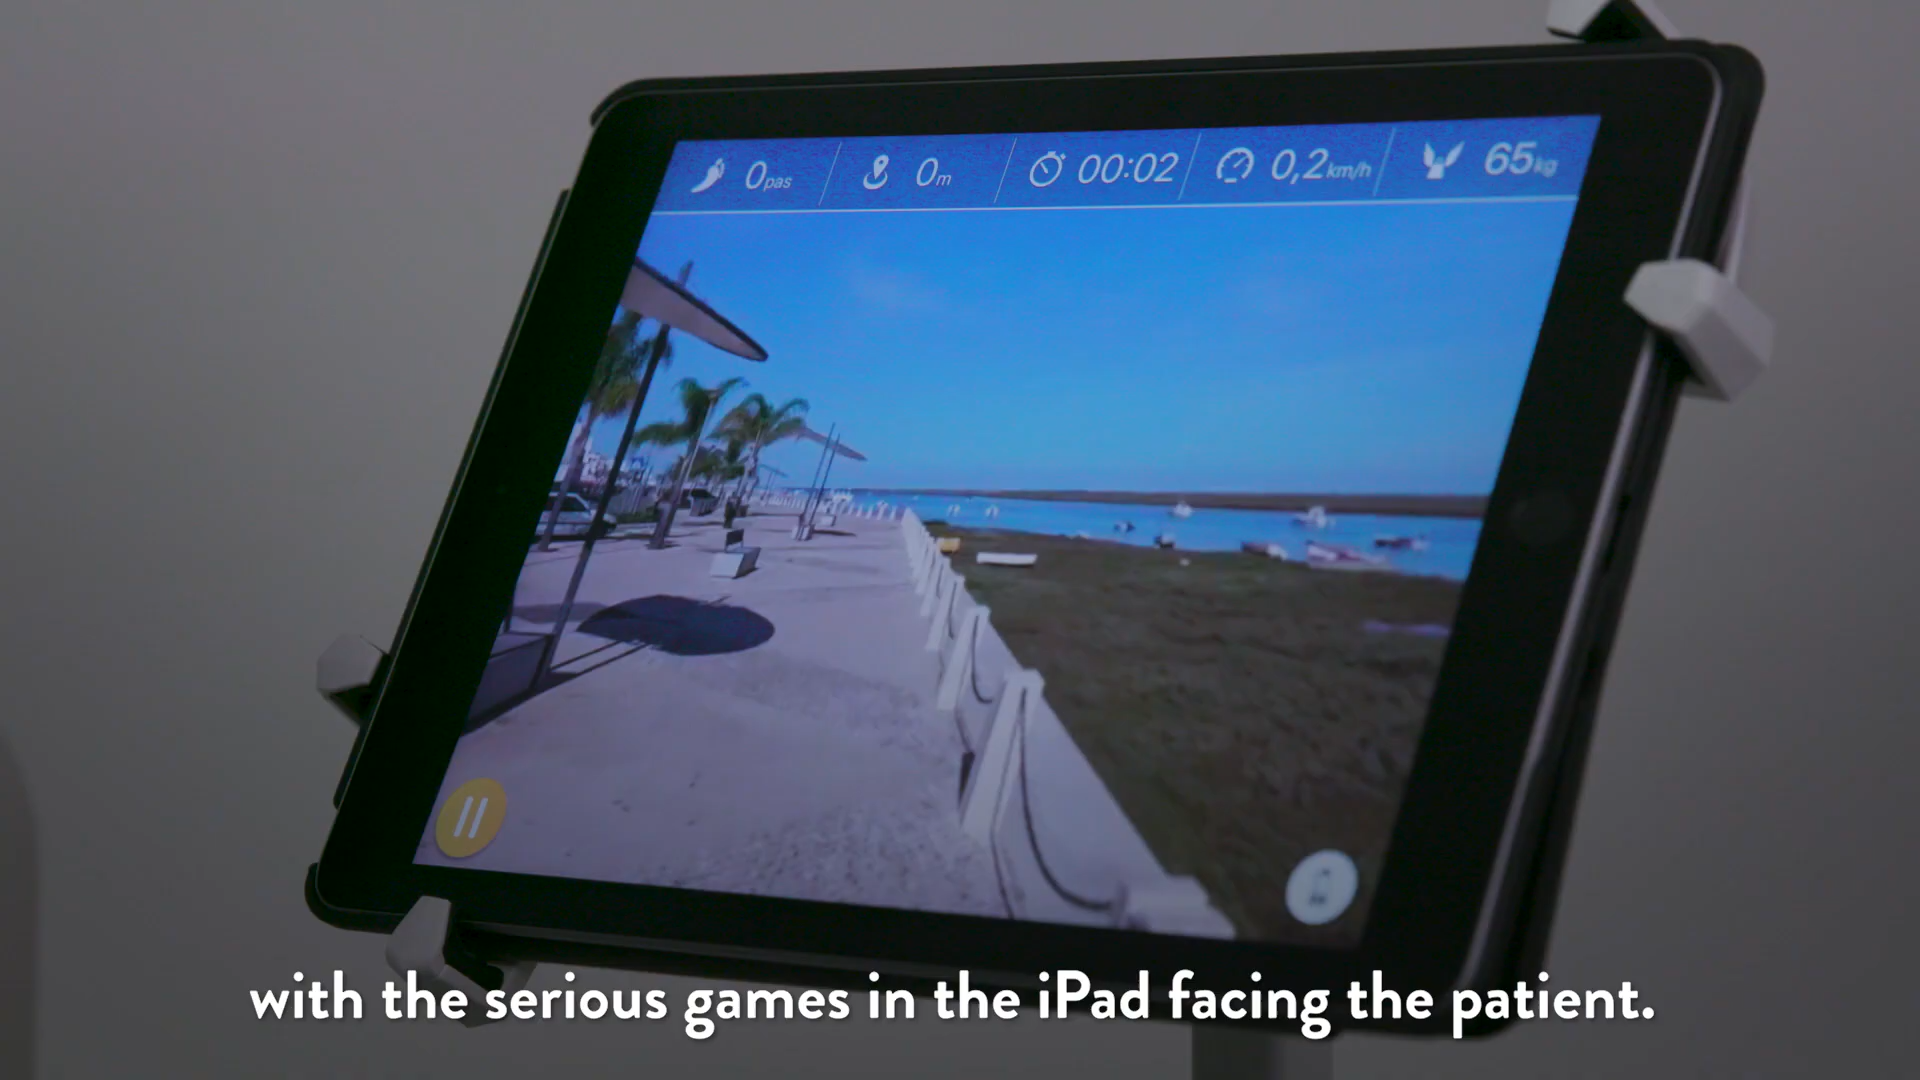 0pas 0m 00:02 0,2km/h 65kg
with the serious games in the iPad facing the patient.